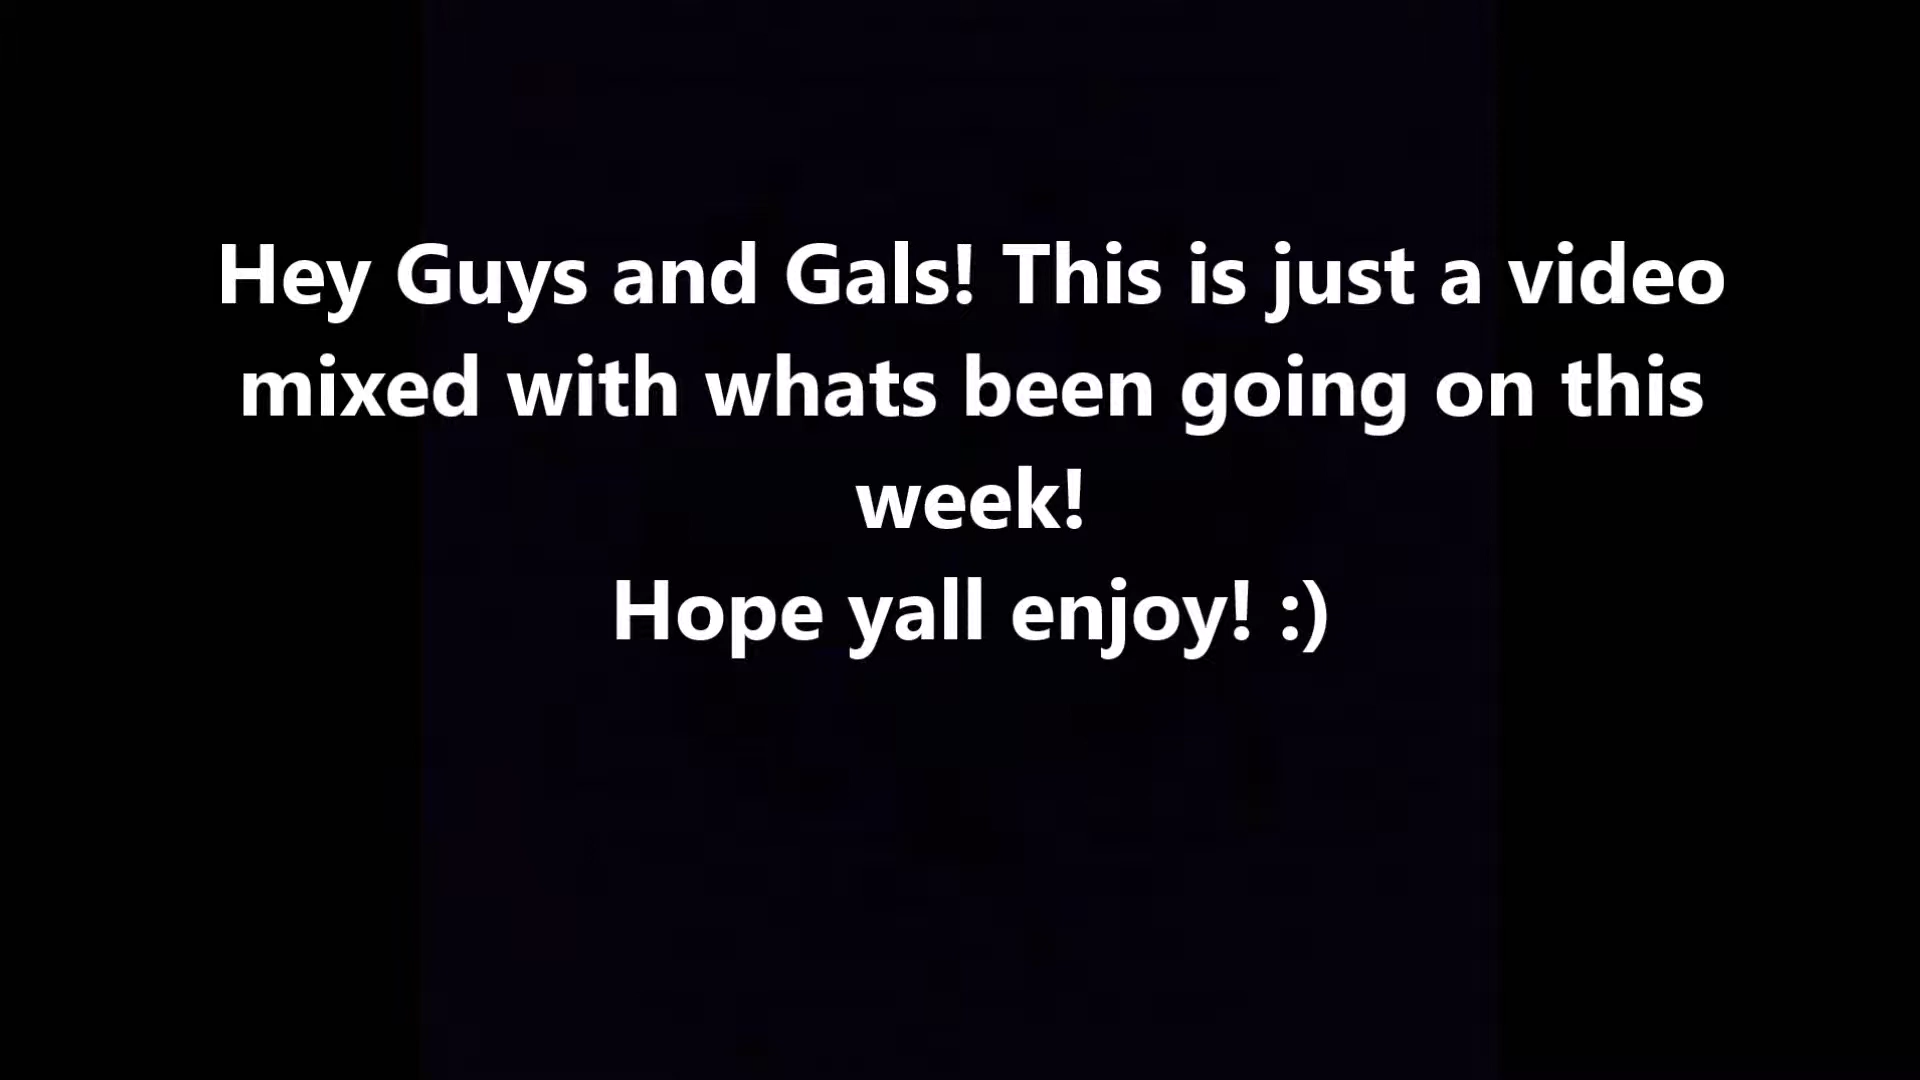 Hey Guys and Gals! This is just a video
mixed with whats been going on this
week!
Hope yall enjoy! :)